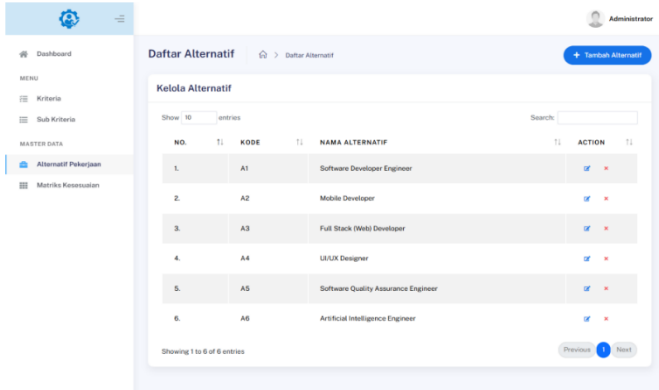 Administrator
Dashboard
MENU
Kriteria
Sub Kriteria
MASTER DATA
Alternatif Pekerjaan
Matriks Kesesuaian
Daftar Alternatif > Daftar Alternatif
+ Tambah Alternatif
Kelola Alternatif
Show 10 entries Search:
NO. KODE NAMA ALTERNATIF ACTION
1. A1 Software Developer Engineer
2. A2 Mobile Developer
3. A3 Full Stack (Web) Developer
4. A4 UI/UX Designer
5. A5 Software Quality Assurance Engineer
6. A6 Artificial Intelligence Engineer
Showing 1 to 6 of 6 entries Previous 1 Next